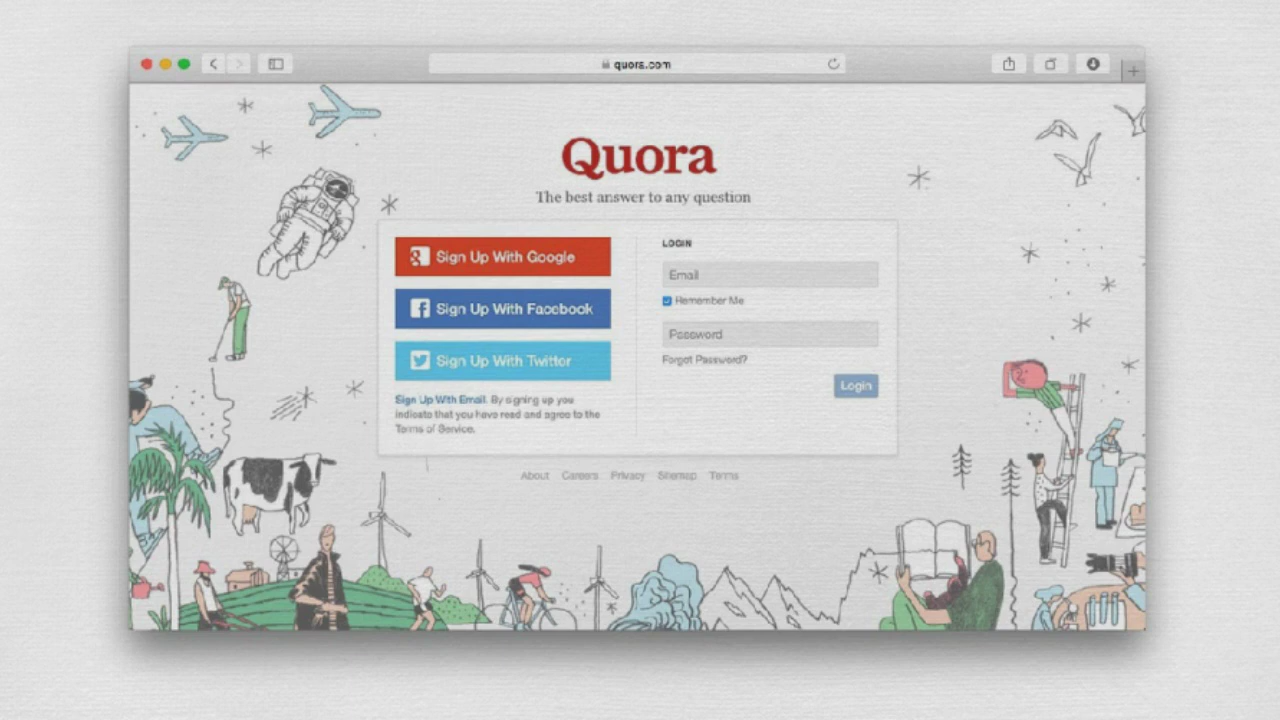 quora.com
Quora
The best answer to any question
Sign Up With Google
Sign Up With Facebook
Sign Up With Twitter
Sign Up With Email. By signing up you
indicate that you have read and agree to the
Terms of Service.
LOGIN
Email
Remember Me
Password
Forgot Password?
Login
About Careers Privacy Sitemap Terms